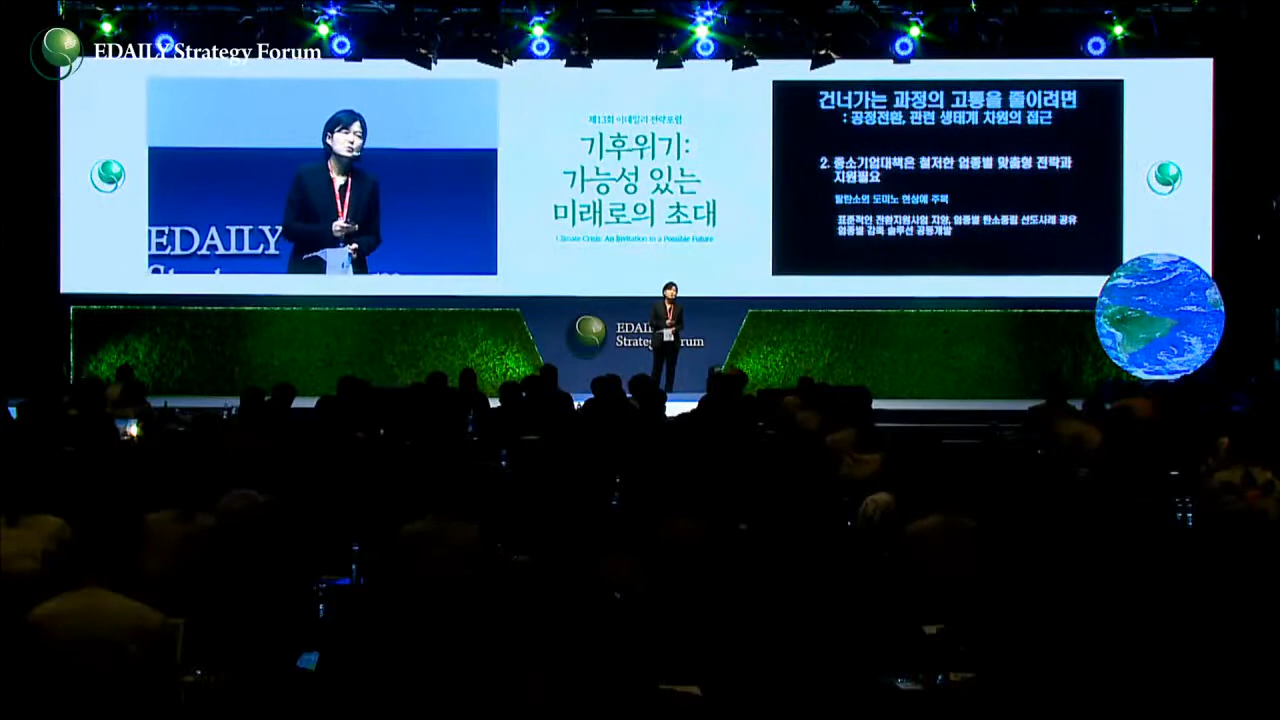 EDAILY Strategy Forum
EDAILY
제13회 이데일리 전략포럼
기후위기:
가능성 있는
미래로의 초대
Climate Crisis: An Invitation to a Possible Future
건너가는 과정의 고통을 줄이려면
: 공정전환, 관련 생태계 차원의 접근
2. 중소기업대책은 철저한 업종별 맞춤형 전략과
지원필요
탈탄소의 도미노 현상에 주목
표준적인 전환지원사업 지양, 업종별 탄소중립 선도사례 공유
업종별 감축 솔루션 공동개발